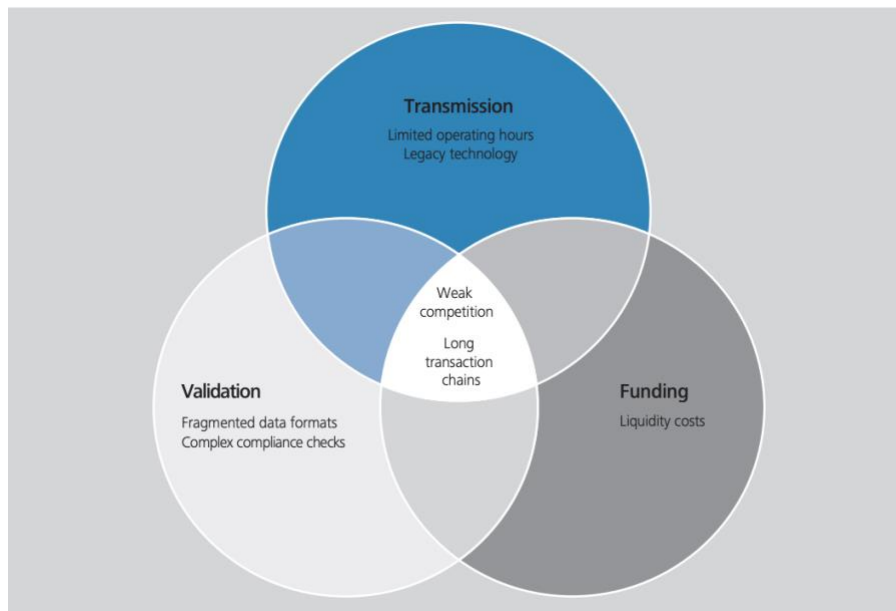 Transmission
Limited operating hours
Legacy technology
Weak
competition
Long
transaction
chains
Validation
Fragmented data formats
Complex compliance checks
Funding
Liquidity costs